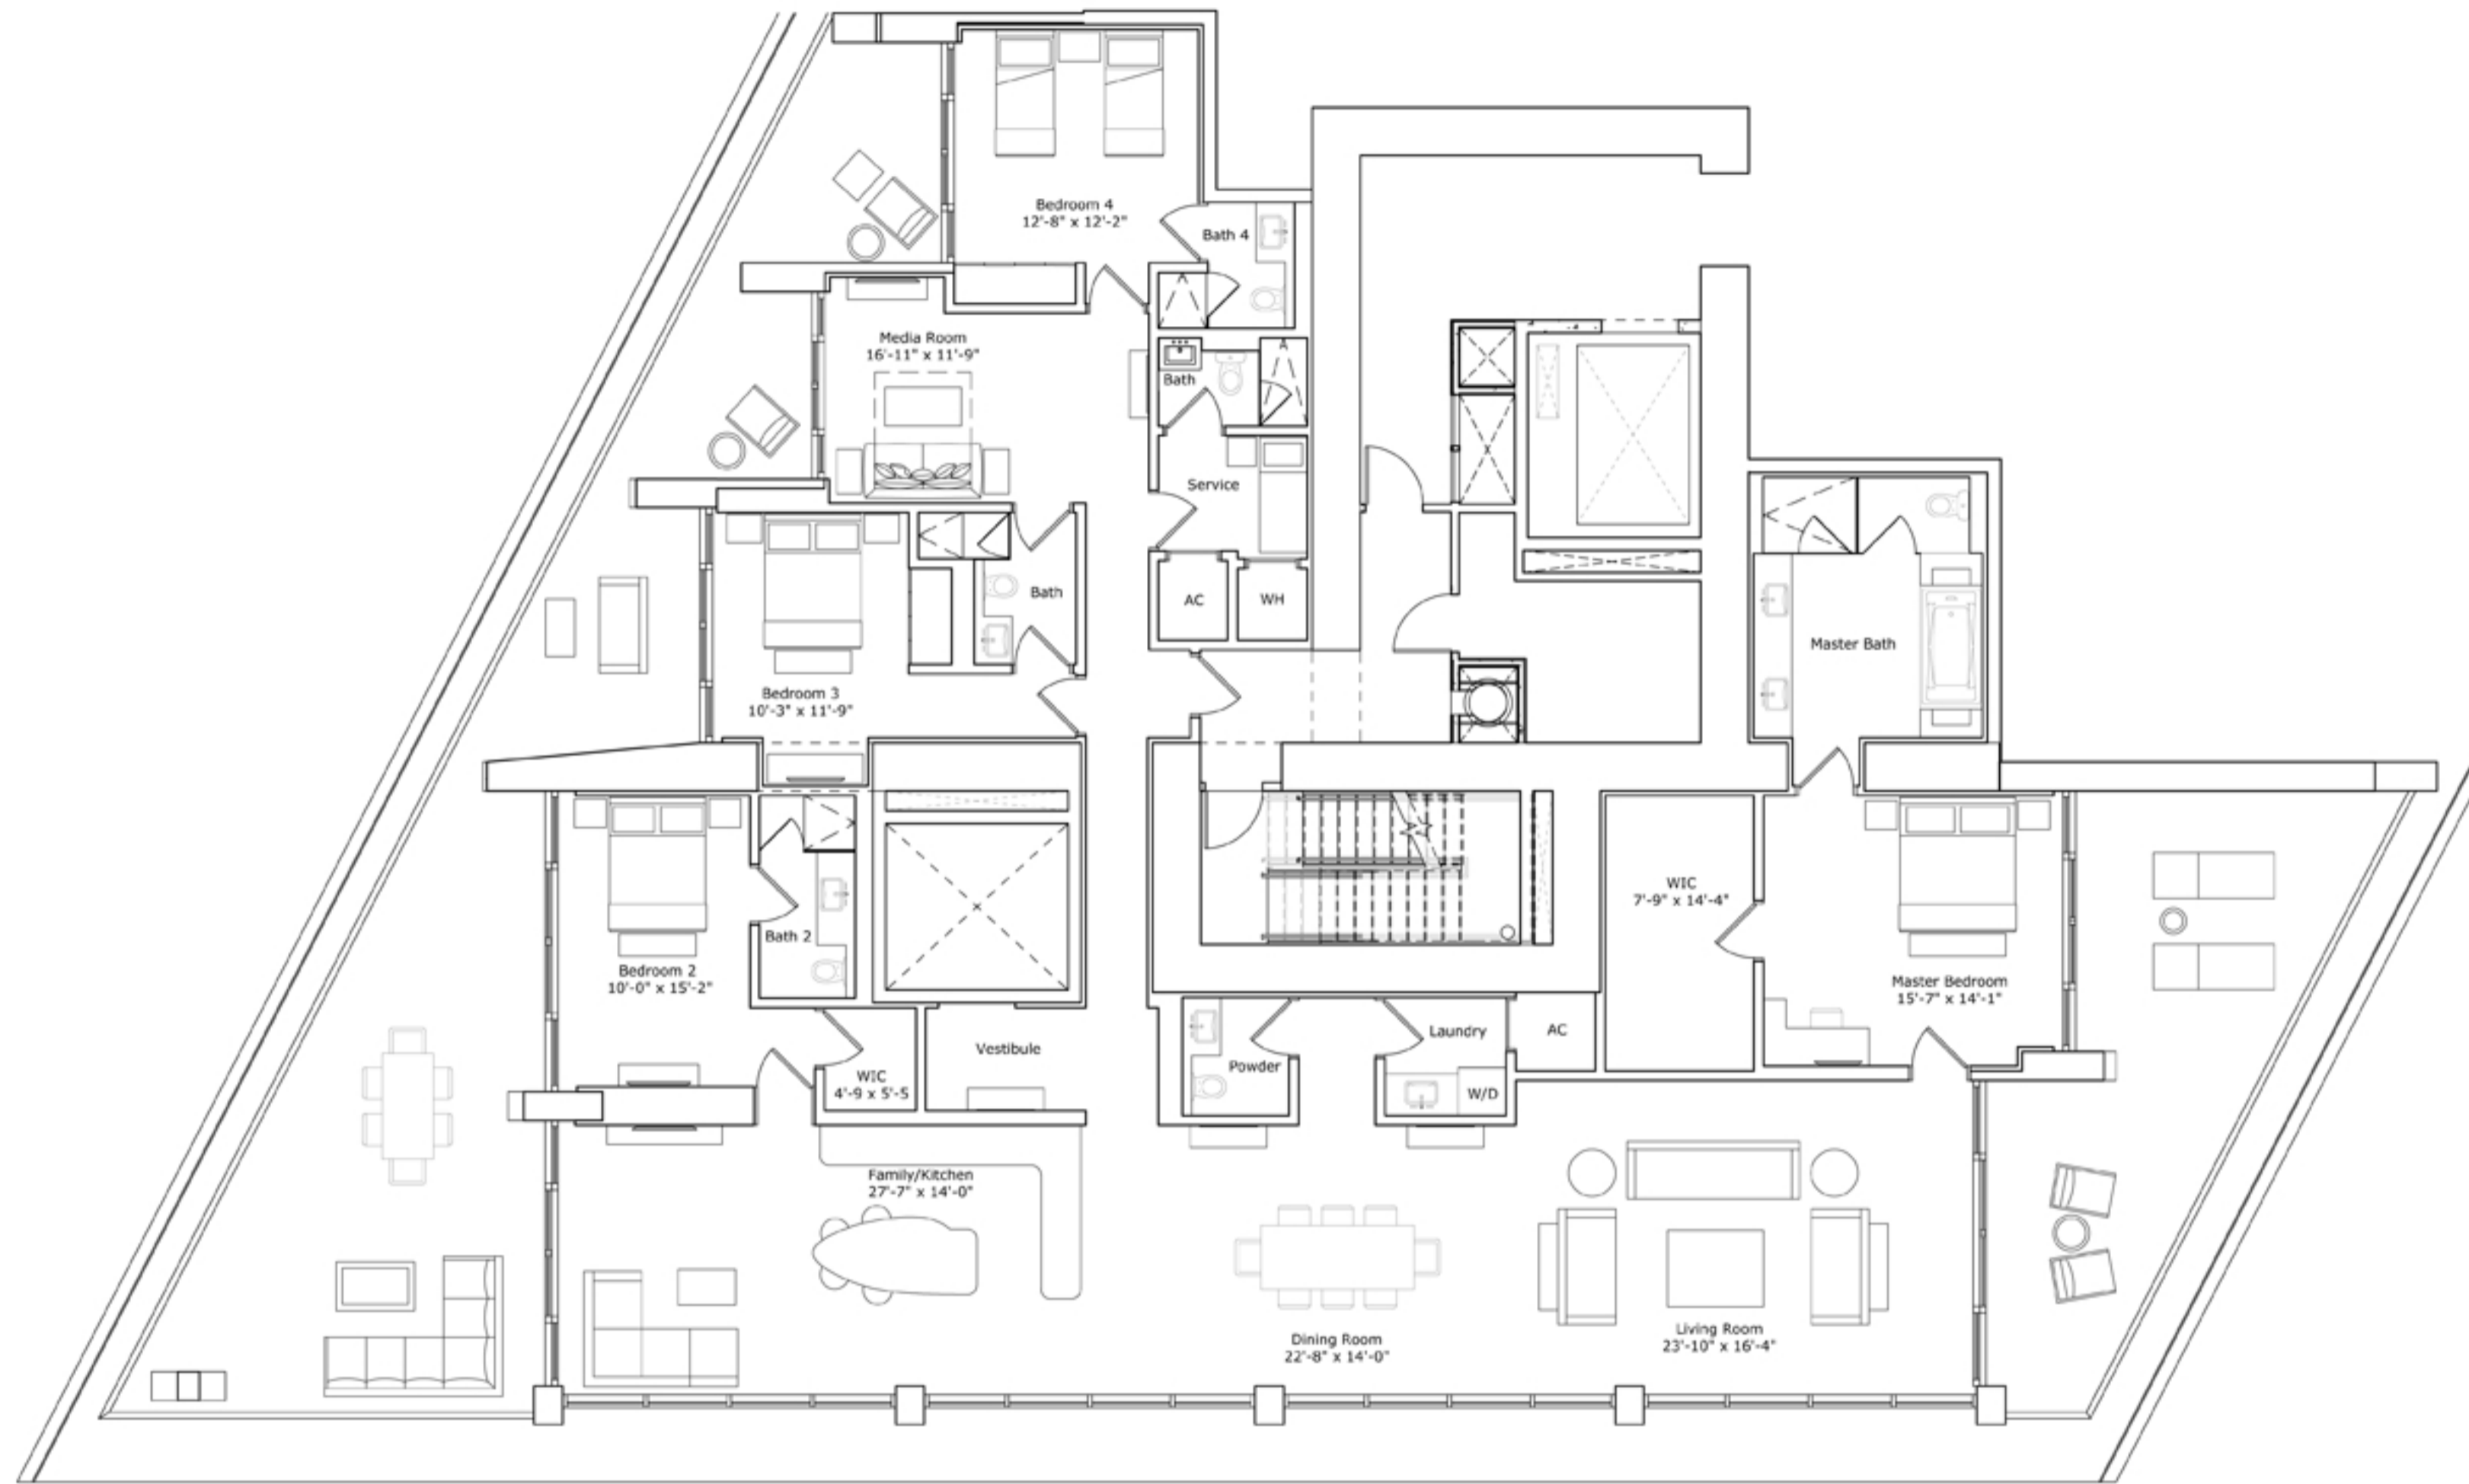 Bedroom 4
12'-8" x 12'-2"
Bath 4
Media Room
16'-11" x 11'-9"
Bath
Service
AC
WH
Bath
Bedroom 3
10'-3" x 11'-9"
Master Bath
Bedroom 2
10'-0" x 15'-2"
Bath 2
WIC
7'-9" x 14'-4"
Master Bedroom
15'-7" x 14'-1"
Vestibule
WIC
4'-9 x 5'-5
Powder
Laundry
AC
W/D
Family/Kitchen
27'-7" x 14'-0"
Dining Room
22'-8" x 14'-0"
Living Room
23'-10" x 16'-4"